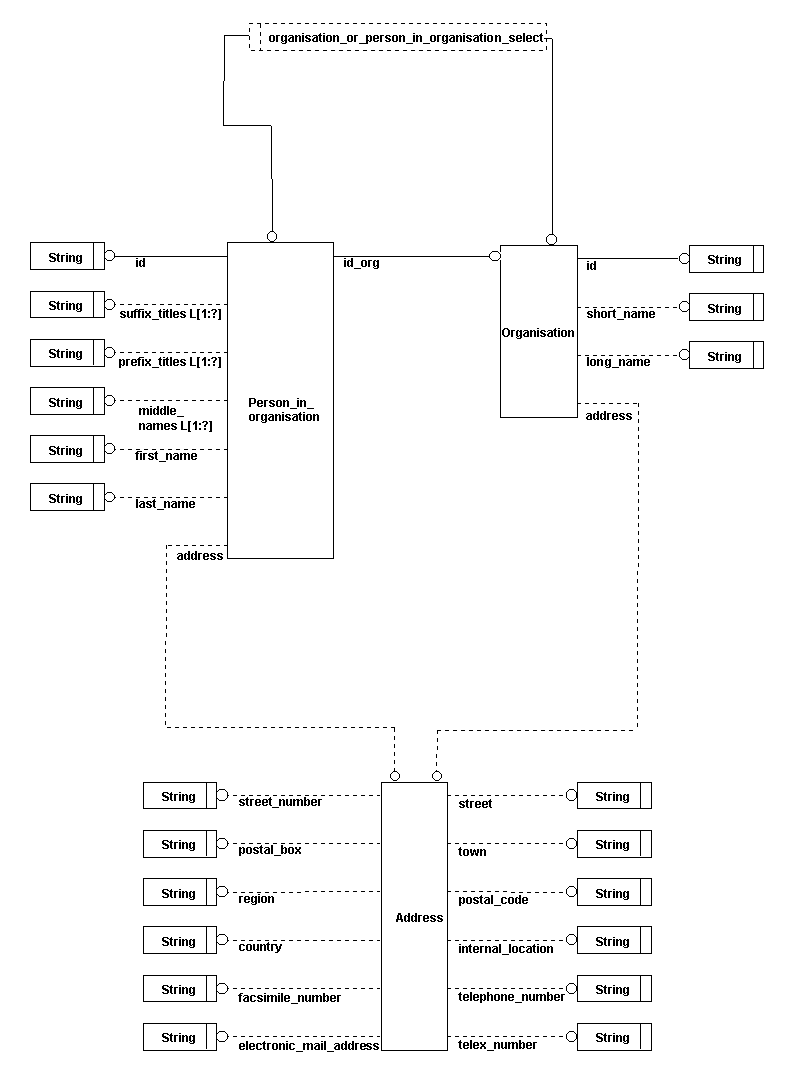 organisation_or_person_in_organisation_select
String
id
id_org
id
String
String
suffix_titles L[1:?]
short_name
String
String
prefix_titles L[1:?]
Organisation
long_name
String
String
middle_
names L[1:?]
Person_in_
organisation
address
String
first_name
String
last_name
address
String
street_number
street
String
String
postal_box
town
String
String
region
postal_code
String
Address
String
country
internal_location
String
String
facsimile_number
telephone_number
String
String
electronic_mail_address
telex_number
String